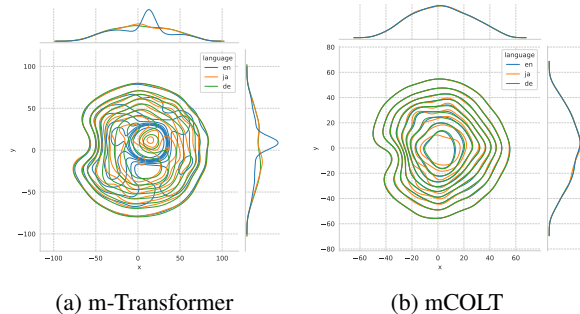 language
en
ja
de
100
50
0
−50
−100
y
−100 −50 0 50 100
x
language
en
ja
de
80
60
40
20
0
−20
−40
−60
−80
y
−60 −40 −20 0 20 40 60
x
(a) m-Transformer
(b) mCOLT